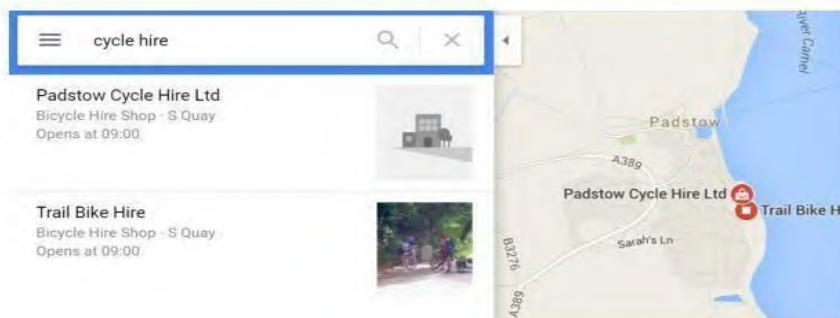 cycle hire
Padstow Cycle Hire Ltd
Bicycle Hire Shop · S Quay
Opens at 09:00
Trail Bike Hire
Bicycle Hire Shop · S Quay
Opens at 09:00
River Camel
Padstow
A389
Padstow Cycle Hire Ltd
Trail Bike H
Sarah's Ln
B3276
A389